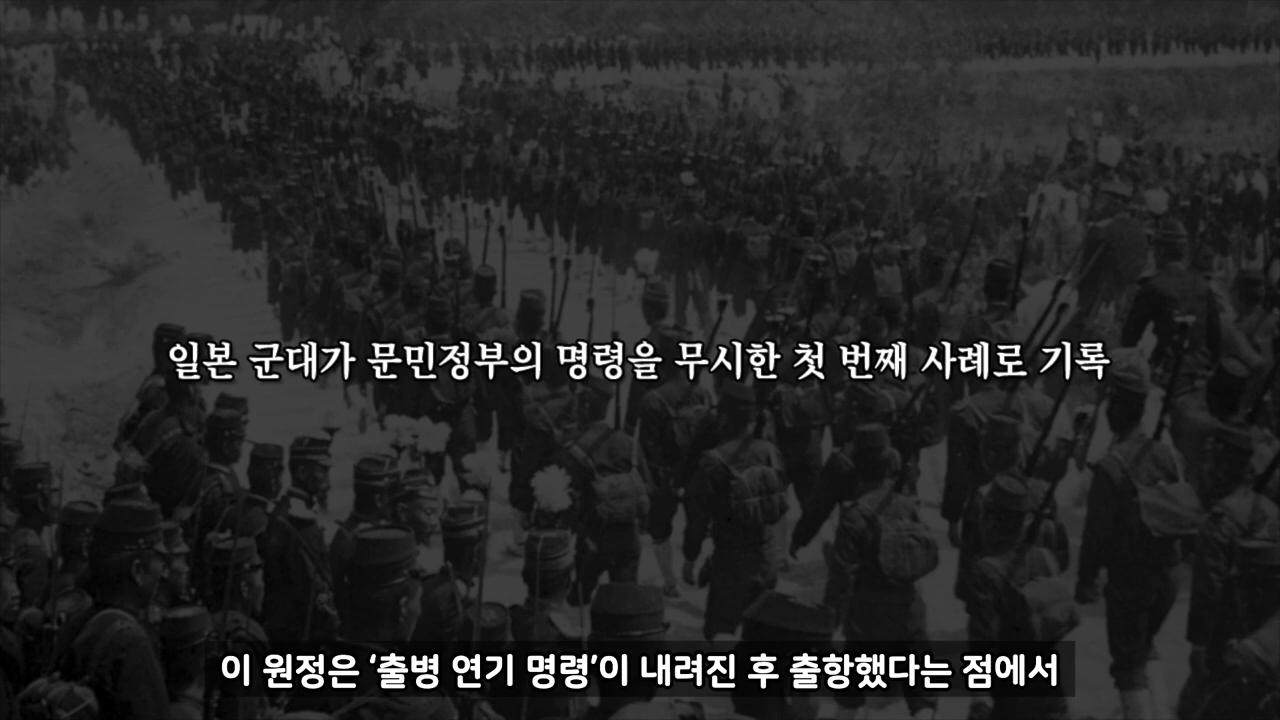 일본 군대가 문민정부의 명령을 무시한 첫 번째 사례로 기록
이 원정은 ‘출병 연기 명령’이 내려진 후 출항했다는 점에서